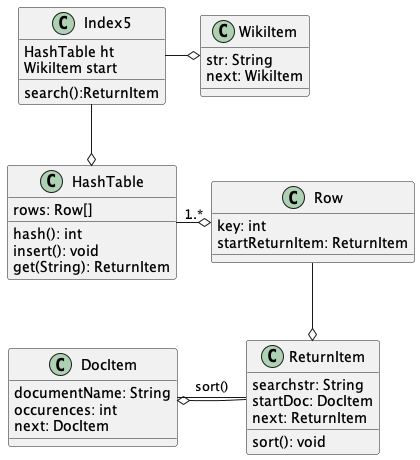 C Index5
HashTable ht
WikiItem start
search():ReturnItem
C WikiItem
str: String
next: WikiItem
C HashTable
rows: Row[]
hash(): int
insert(): void
get(String): ReturnItem
1.*
C Row
key: int
startReturnItem: ReturnItem
C DocItem
documentName: String
occurences: int
next: DocItem
sort()
C ReturnItem
searchstr: String
startDoc: DocItem
next: ReturnItem
sort(): void